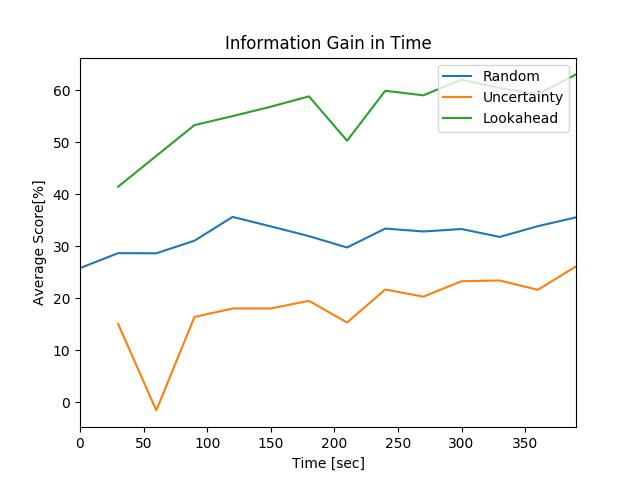 Information Gain in Time
Random
Uncertainty
Lookahead
Average Score[%]
60
50
40
30
20
10
0
0 50 100 150 200 250 300 350
Time [sec]